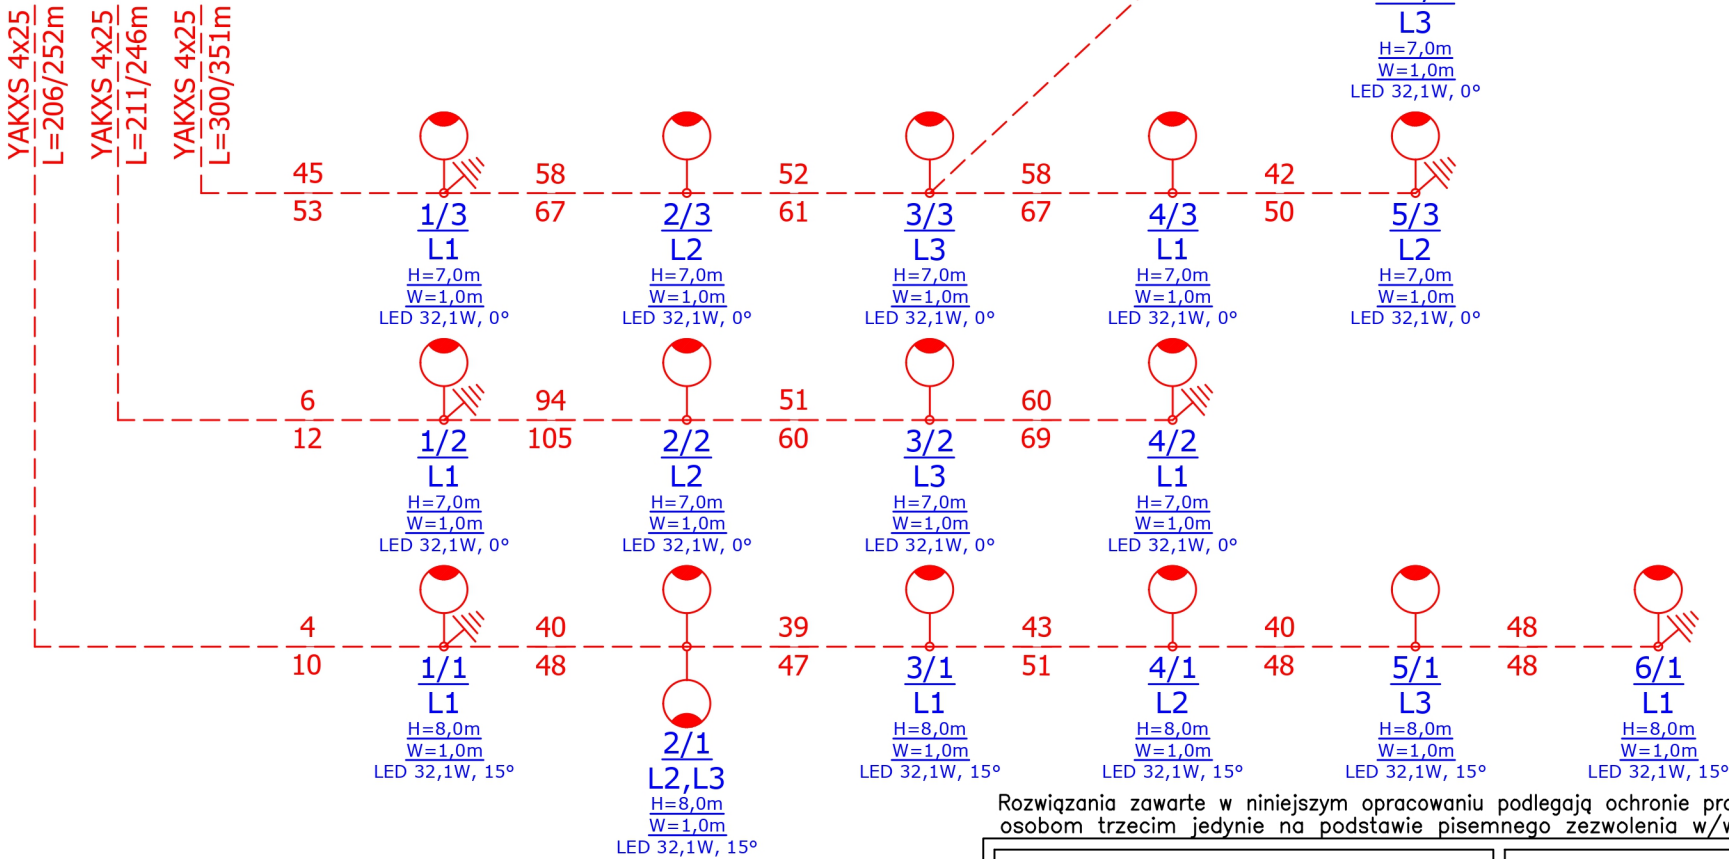 YAKXS 4x25
L=206/252m
YAKXS 4x25
L=211/246m
YAKXS 4x25
L=300/351m
L3
H=7,0m
W=1,0m
LED 32,1W, 0°
45
53
58
67
52
61
58
67
42
50
1/3
L1
H=7,0m
W=1,0m
LED 32,1W, 0°
2/3
L2
H=7,0m
W=1,0m
LED 32,1W, 0°
3/3
L3
H=7,0m
W=1,0m
LED 32,1W, 0°
4/3
L1
H=7,0m
W=1,0m
LED 32,1W, 0°
5/3
L2
H=7,0m
W=1,0m
LED 32,1W, 0°
6
12
94
105
51
60
60
69
1/2
L1
H=7,0m
W=1,0m
LED 32,1W, 0°
2/2
L2
H=7,0m
W=1,0m
LED 32,1W, 0°
3/2
L3
H=7,0m
W=1,0m
LED 32,1W, 0°
4/2
L1
H=7,0m
W=1,0m
LED 32,1W, 0°
4
10
40
48
39
47
43
51
40
48
48
48
1/1
L1
H=8,0m
W=1,0m
LED 32,1W, 15°
2/1
L2,L3
H=8,0m
W=1,0m
LED 32,1W, 15°
3/1
L1
H=8,0m
W=1,0m
LED 32,1W, 15°
4/1
L2
H=8,0m
W=1,0m
LED 32,1W, 15°
5/1
L3
H=8,0m
W=1,0m
LED 32,1W, 15°
6/1
L1
H=8,0m
W=1,0m
LED 32,1W, 15°
Rozwiązania zawarte w niniejszym opracowaniu podlegają ochronie
osobom trzecim jedynie na podstawie pisemnego zezwolenia